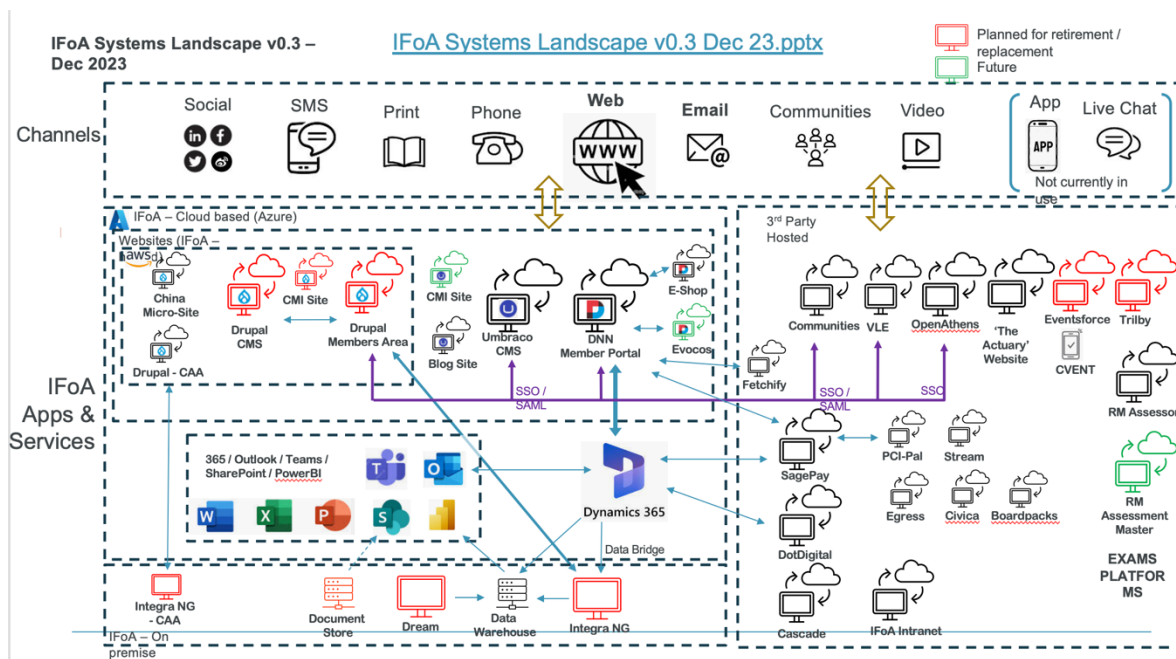 IFoA Systems Landscape v0.3 –
Dec 2023
IFoA Systems Landscape v0.3 Dec 23.pptx
Planned for retirement /
replacement
Future
Channels
Social
SMS
Print
Phone
Web
WWW
Email
Communities
Video
App
APP
Live Chat
Not currently in
use
IFoA – Cloud based (Azure)
Websites (IFoA –
aws
China
Micro-Site
Drupal
CMS
CMI Site
Drupal
Members Area
Drupal - CAA
CMI Site
Blog Site
Umbraco
CMS
DNN
Member Portal
E-Shop
Evocos
SSO /
SAML
3rd Party
Hosted
Communities
VLE
OpenAthens
'The
Actuary'
Website
Eventsforce
Trilby
CVENT
Fetchify
SSO /
SAML
SSO
RM Assessor
IFoA
Apps &
Services
365 / Outlook / Teams /
SharePoint / PowerBI
Dynamics 365
Data Bridge
SagePay
PCI-Pal
Stream
Egress
Civica
Boardpacks
RM
Assessment
Master
DotDigital
EXAMS
PLATFOR
MS
Integra NG
- CAA
Document
Store
Dream
Data
Warehouse
Integra NG
Cascade
IFoA Intranet
IFoA – On
premise